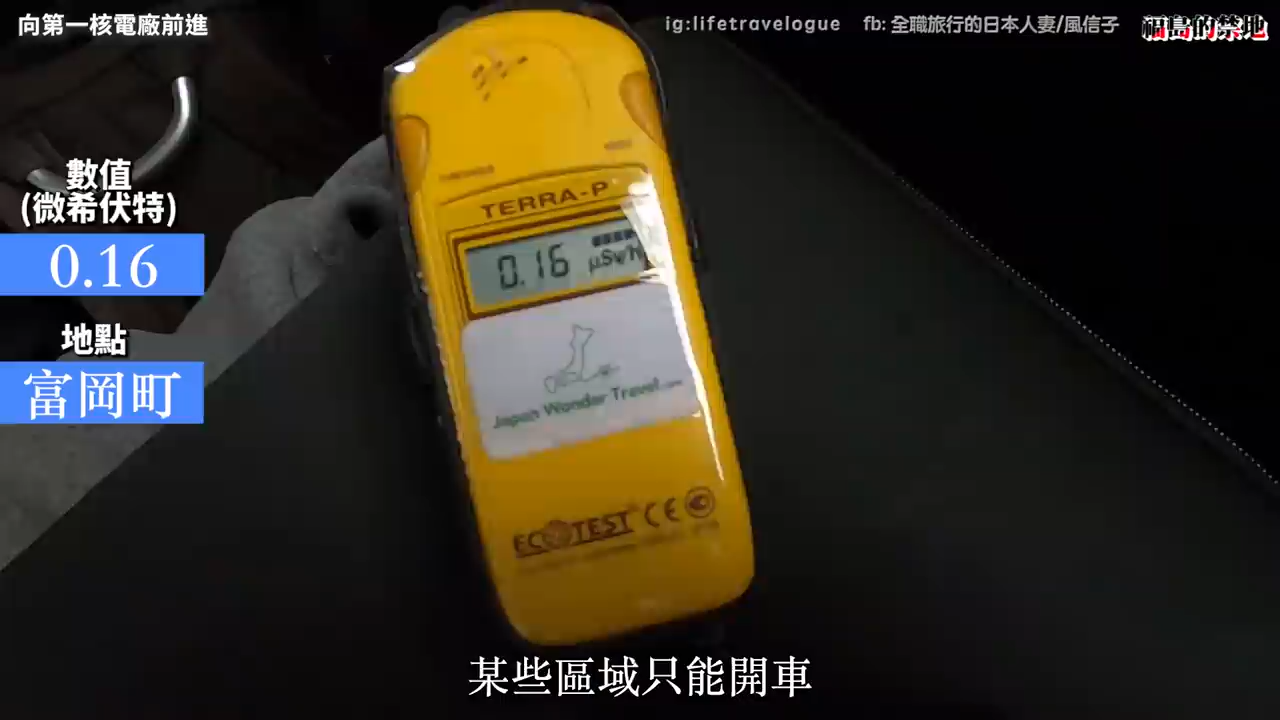 向第一核電廠前進
ig:lifetravelogue
fb: 全職旅行的日本人妻/風信子
福島的禁地
數值
(微希伏特)
0.16
地點
富岡町
TERRA-P
0.16 µSv/h
Japan Wonder Travel.com
ECOTEST
CE
某些區域只能開車